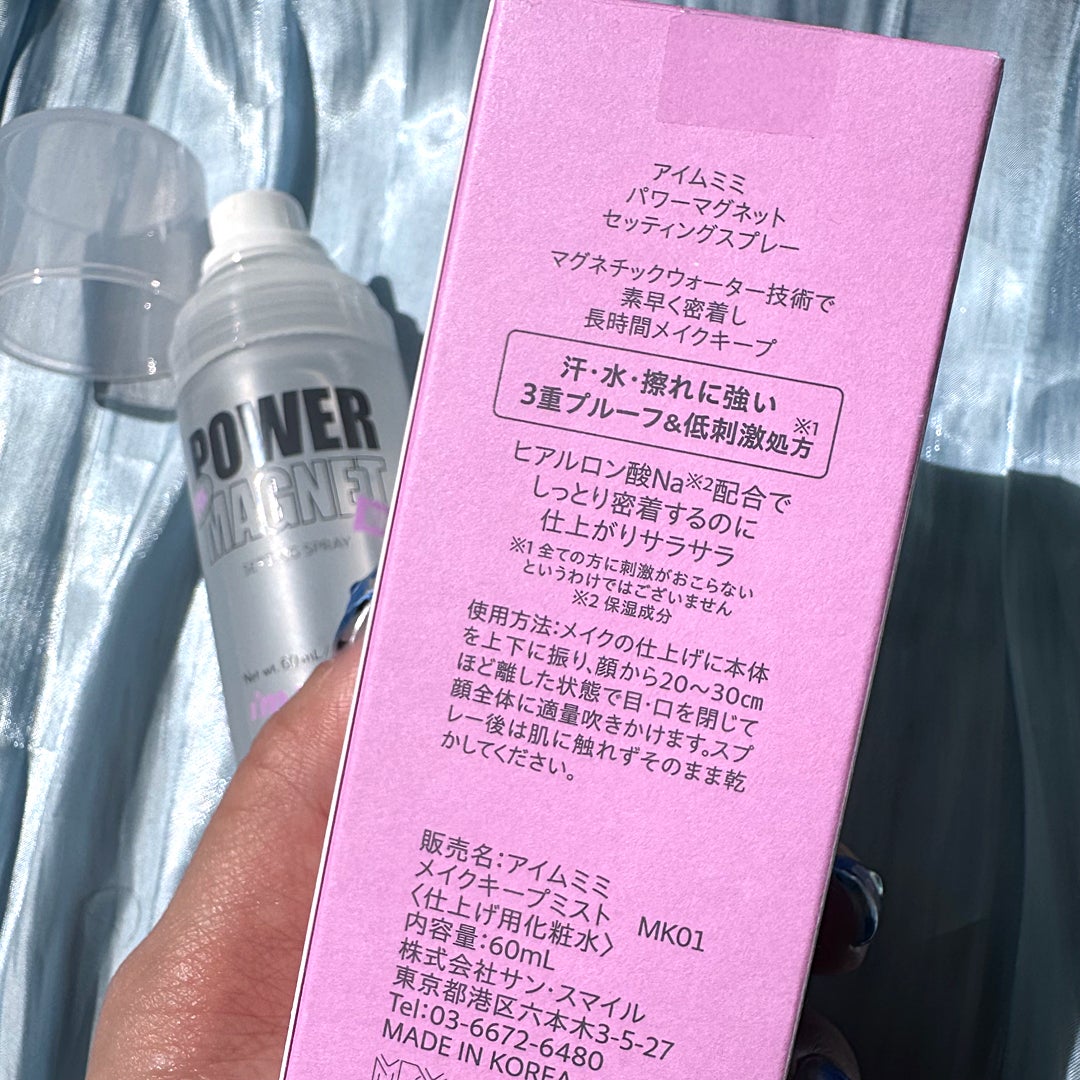 アイムミミ
パワーマグネット
セッティングスプレー
マグネチックウォーター技術で
素早く密着し
長時間メイクキープ
汗・水・擦れに強い
3重プルーフ&低刺激処方※1
ヒアルロン酸Na※2配合で
しっとり密着するのに
仕上がりサラサラ
※1 全ての方に刺激がおこらない
というわけではございません
※2 保湿成分
使用方法:メイクの仕上げに本体
を上下に振り、顔から20〜30㎝
ほど離した状態で目・口を閉じて
顔全体に適量吹きかけます。スプ
レー後は肌に触れずそのまま乾
かしてください。
販売名:アイムミミ
メイクキープミスト MK01
〈仕上げ用化粧水〉
内容量:60mL
株式会社サン・スマイル
東京都港区六本木3-5-27
Tel:03-6672-6480
MADE IN KOREA
POWER
MAGNET
SPRAY
Net wt. 60 mL